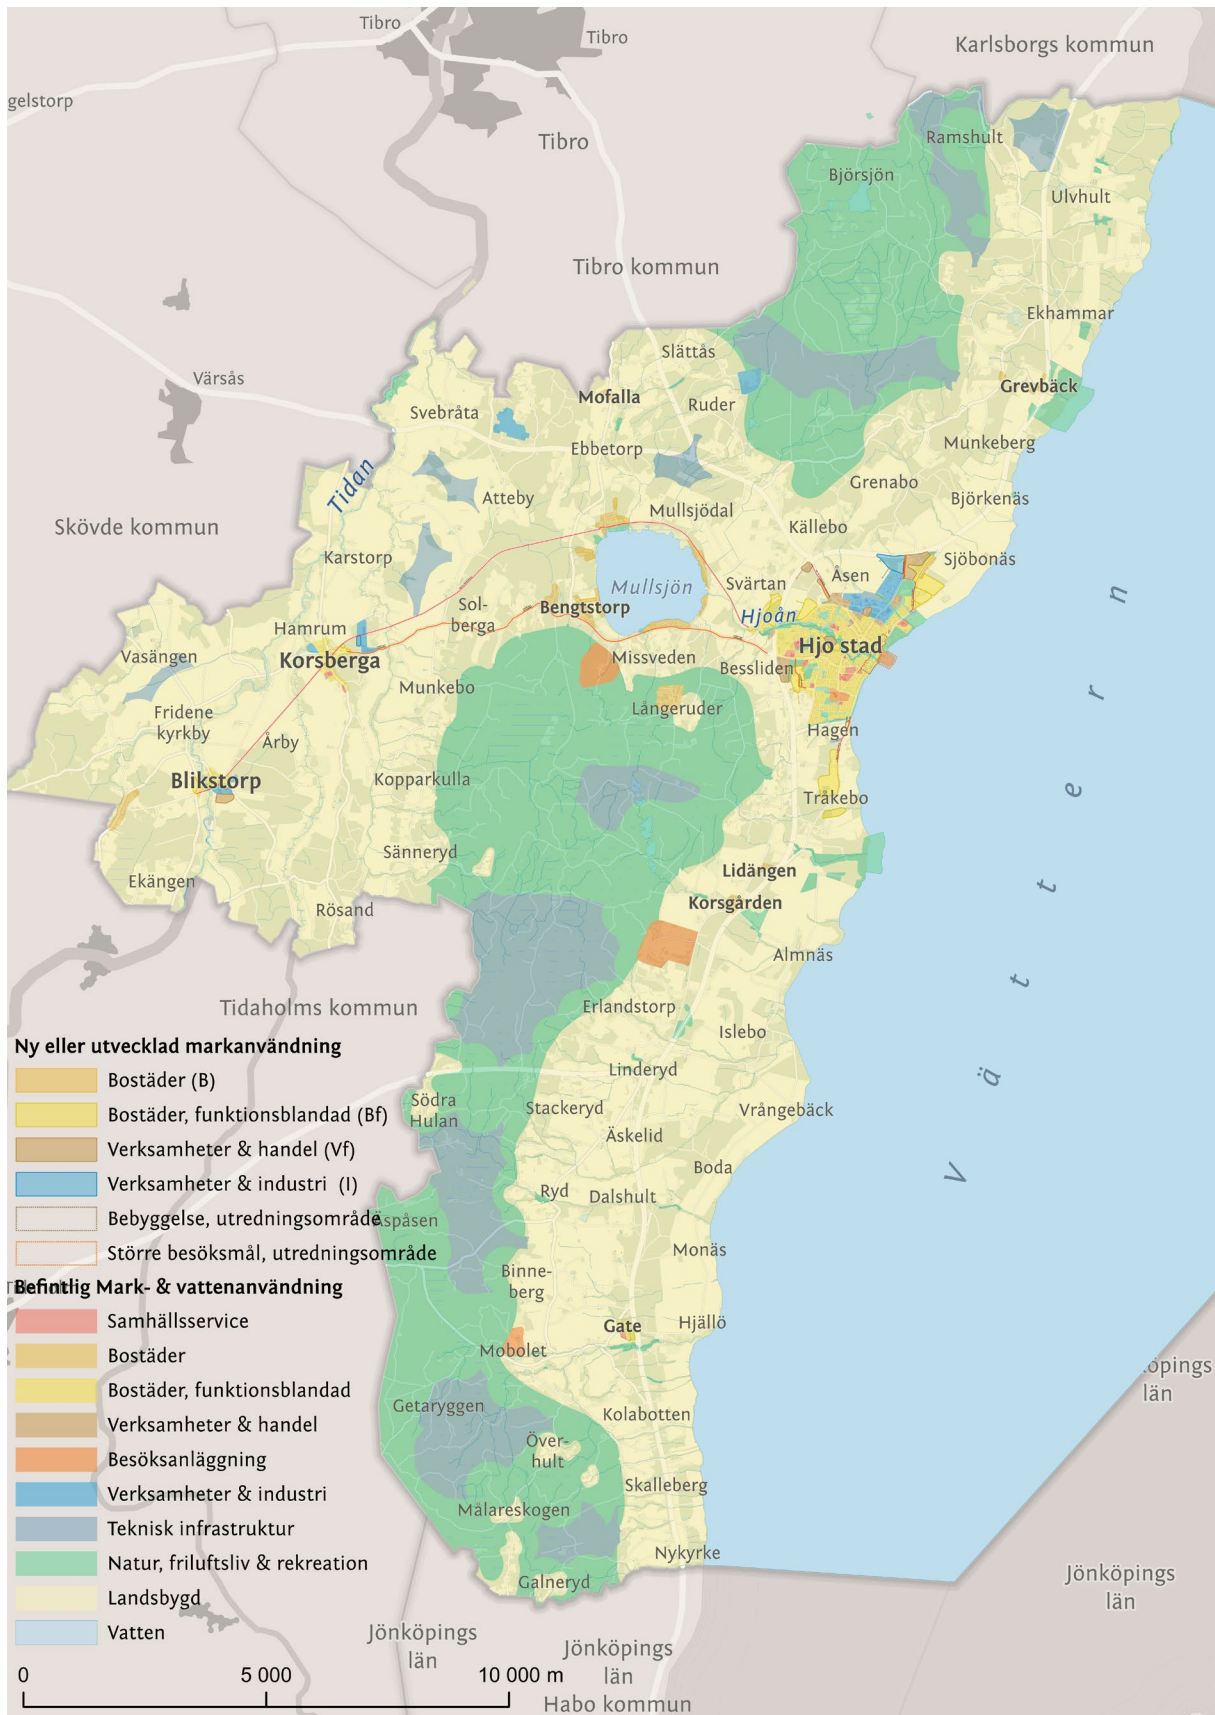 Tibro
Tibro
Karlsborgs kommun
gelstorp
Tibro
Ramshult
Björsjön
Ulvhult
Tibro kommun
Ekhammar
Slättås
Värsås
Grevbäck
Mofalla
Ruder
Svebråta
Munkeberg
Ebbetorp
Tidan
Grenabo
Atteby
Björkenäs
Mullsjödal
Skövde kommun
Källebo
Karstorp
Sjöbonäs
Åsen
Mullsjön
Svärtan
Sol-
berga
Bengtstorp
Hjoån
Hamrum
Vasängen
Korsberga
Missveden
Hjo stad
Bessliden
Munkebo
Långeruder
Fridene
kyrkby
Hagen
Årby
Blikstorp
Kopparkulla
Tråkebo
Vättern
Sänneryd
Lidängen
Ekängen
Korsgården
Rösand
Almnäs
Tidaholms kommun
Erlandstorp
Islebo
Linderyd
Södra
Hulan
Stackeryd
Vrångebäck
Äskelid
Boda
Ryd
Dalshult
Äspåsen
Monäs
Binne-
berg
Gate
Hjällö
Mobolet
Getaryggen
Kolabotten
Över-
hult
Skalleberg
Målareskogen
Nykyrke
Galneryd
Ny eller utvecklad markanvändning
Bostäder (B)
Bostäder, funktionsblandad (Bf)
Verksamheter & handel (Vf)
Verksamheter & industri (I)
Bebyggelse, utredningsområde
Större besöksmål, utredningsområde
Befintlig Mark- & vattenanvändning
Samhällsservice
Bostäder
Bostäder, funktionsblandad
Verksamheter & handel
Besöksanläggning
Verksamheter & industri
Teknisk infrastruktur
Natur, friluftsliv & rekreation
Landsbygd
Vatten
0 5 000 10 000 m
köpings
län
Jönköpings
län
Jönköpings
län
Jönköpings
län
Habo kommun